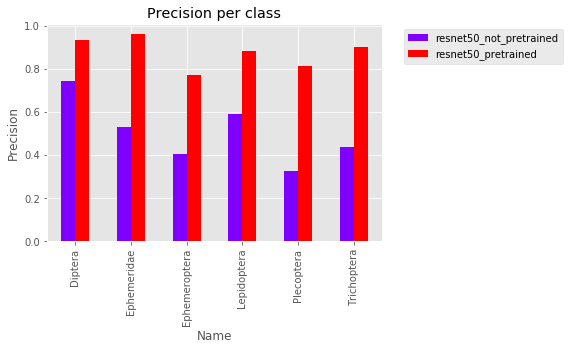 Precision per class
resnet50_not_pretrained
resnet50_pretrained
1.0
0.8
0.6
0.4
0.2
0.0
Precision
Diptera
Ephemeridae
Ephemeroptera
Lepidoptera
Plecoptera
Trichoptera
Name